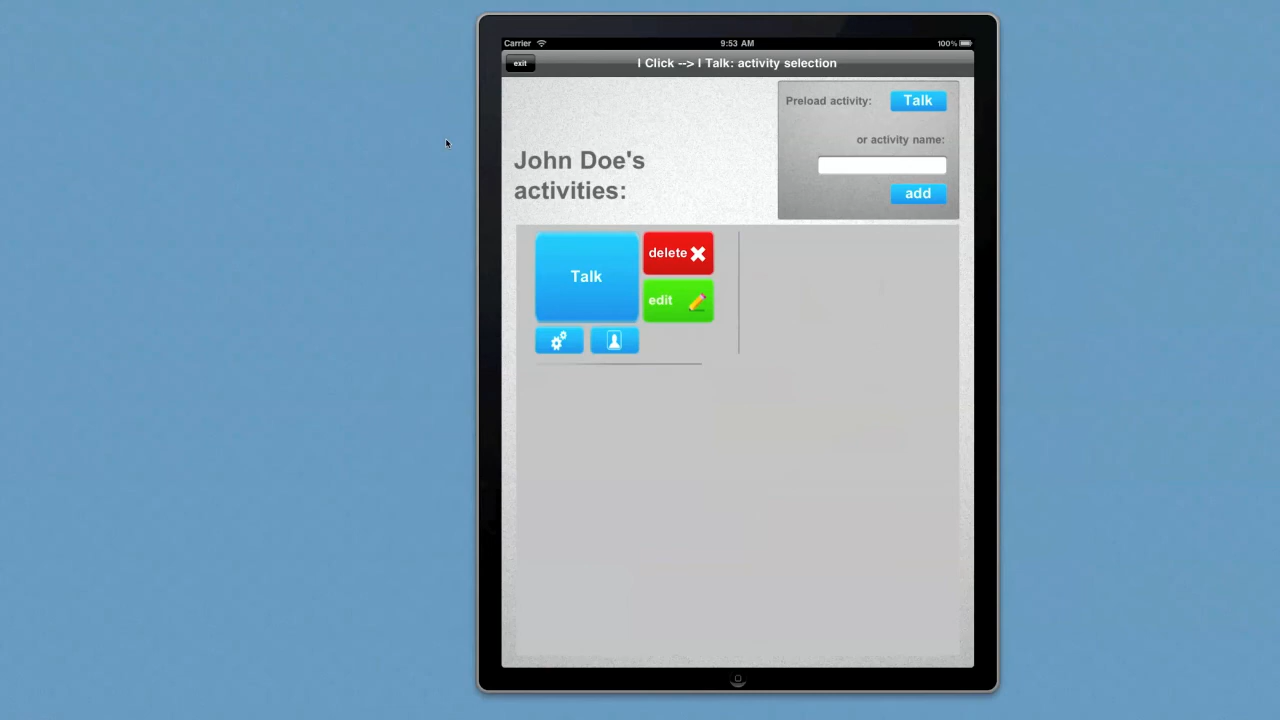 Carrier 9:53 AM 100%
exit I Click --> I Talk: activity selection
Preload activity: Talk
or activity name:
add
John Doe's
activities:
Talk
delete
edit